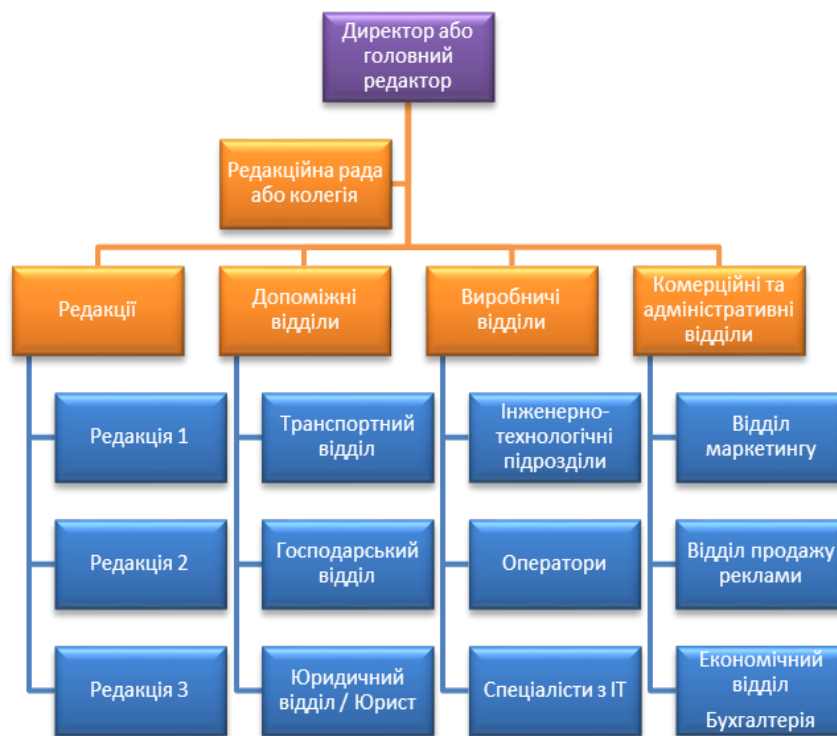 Директор або
головний
редактор
Редакційна рада
або колегія
Редакції
Допоміжні
відділи
Виробничі
відділи
Комерційні та
адміністративні
відділи
Редакція 1
Транспортний
відділ
Інженерно-
технологічні
підрозділи
Відділ
маркетингу
Редакція 2
Господарський
відділ
Оператори
Відділ продажу
реклами
Редакція 3
Юридичний
відділ / Юрист
Спеціалісти з ІТ
Економічний
відділ
Бухгалтерія